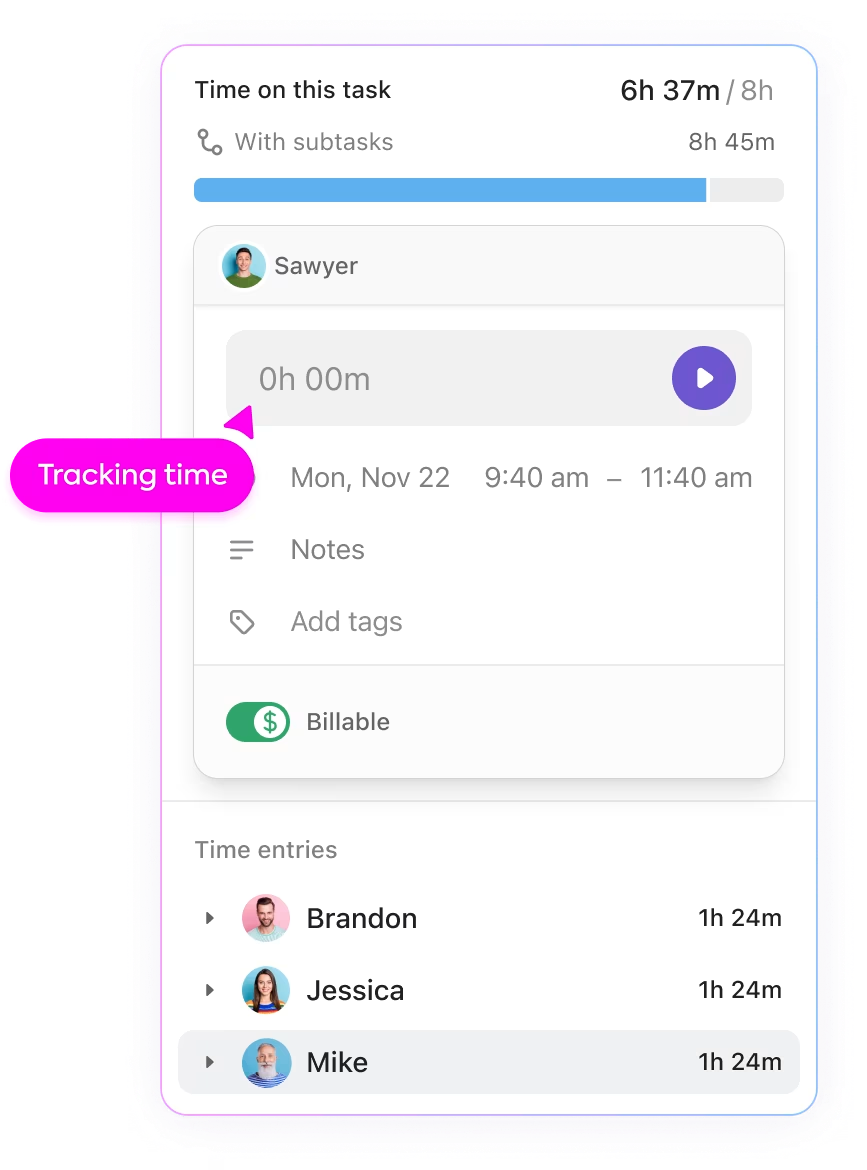 Time on this task 6h 37m / 8h
With subtasks 8h 45m
Sawyer
0h 00m
Tracking time
Mon, Nov 22 9:40 am – 11:40 am
Notes
Add tags
$ Billable
Time entries
Brandon 1h 24m
Jessica 1h 24m
Mike 1h 24m